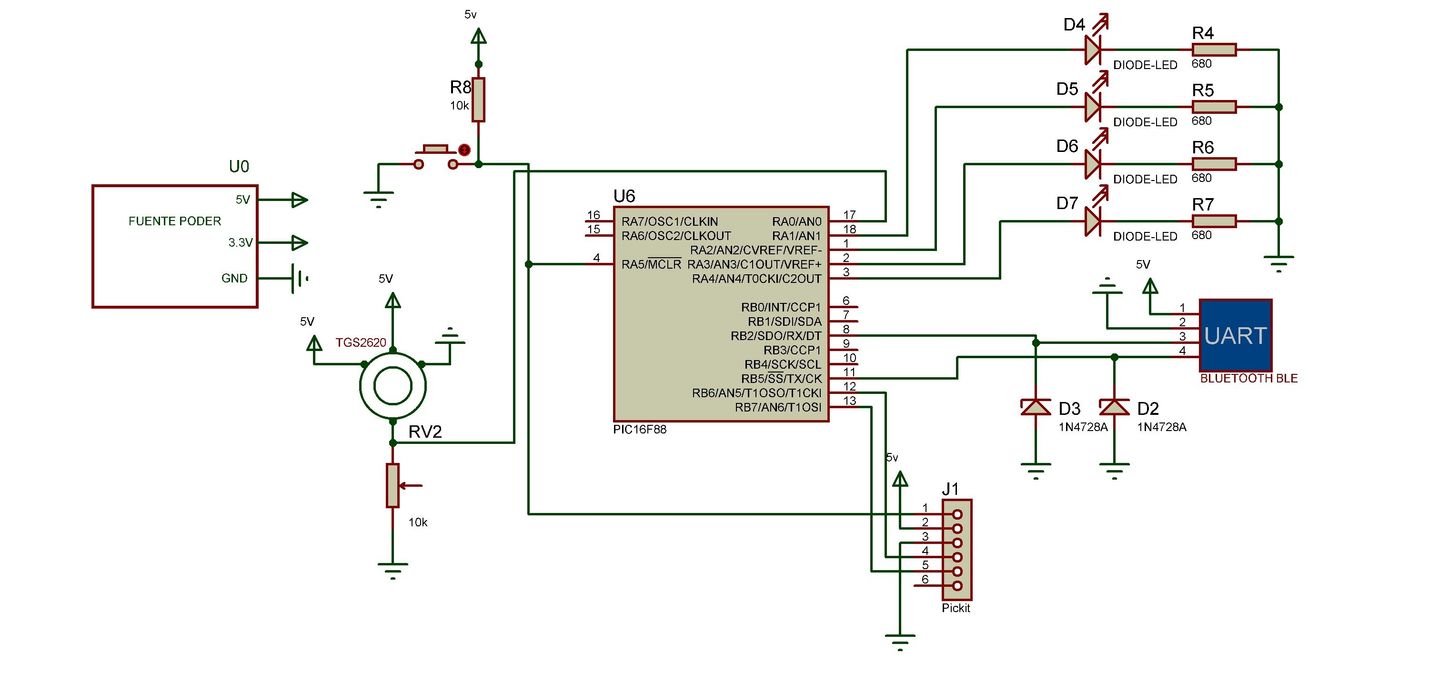 5v
R8
10k
U0
5V
FUENTE PODER
3.3V
GND
5V
5V
TGS2620
RV2
10k
U6
16 RA7/OSC1/CLKIN
15 RA6/OSC2/CLKOUT
4 RA5/MCLR
RA0/AN0 17
RA1/AN1 18
RA2/AN2/CVREF/VREF- 1
RA3/AN3/C1OUT/VREF+ 2
RA4/AN4/T0CKI/C2OUT 3
RB0/INT/CCP1 6
RB1/SDI/SDA 7
RB2/SDO/RX/DT 8
RB3/CCP1 9
RB4/SCK/SCL 10
RB5/SS/TX/CK 11
RB6/AN5/T1OSO/T1CKI 12
RB7/AN6/T1OSI 13
PIC16F88
D4
DIODE-LED
R4
680
D5
DIODE-LED
R5
680
D6
DIODE-LED
R6
680
D7
DIODE-LED
R7
680
5V
1
2
3
4
UART
BLUETOOTH BLE
D3
1N4728A
D2
1N4728A
5v
J1
1
2
3
4
5
6
Pickit